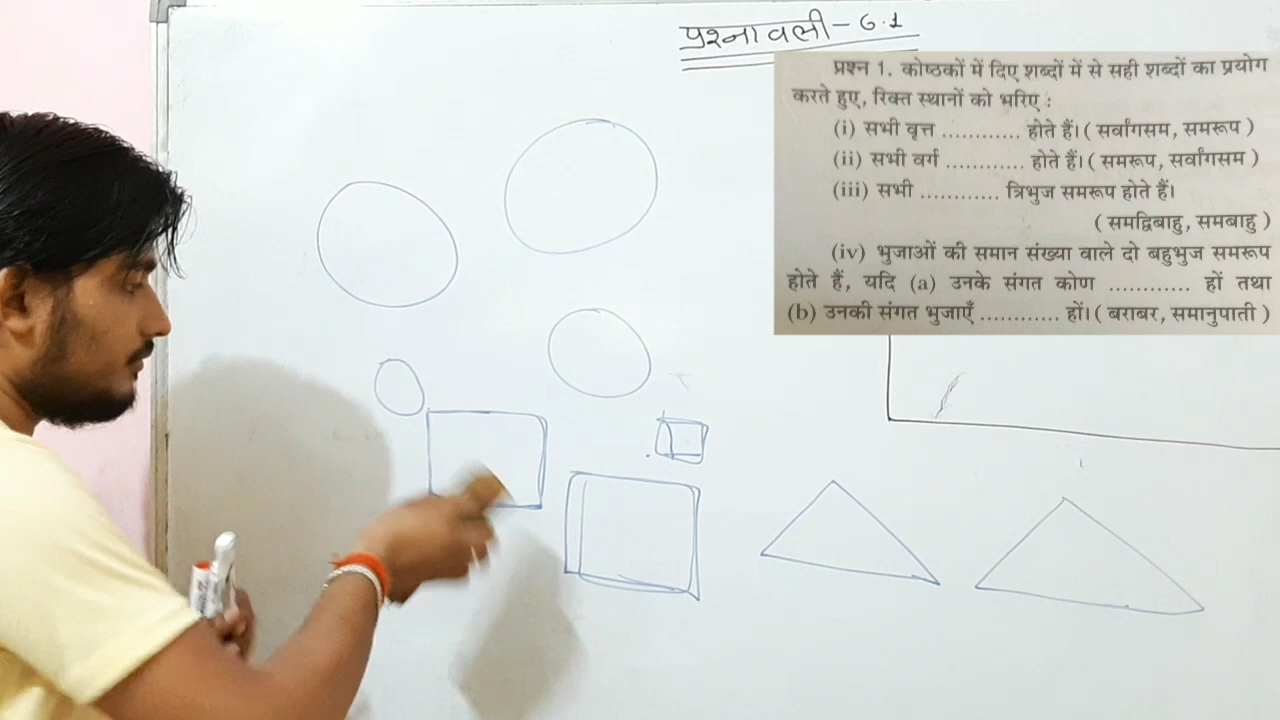 प्रश्नावली - 6.1
प्रश्न 1. कोष्ठकों में दिए शब्दों में से सही शब्दों का प्रयोग
करते हुए, रिक्त स्थानों को भरिए :
(i) सभी वृत्त ............ होते हैं। ( सर्वांगसम, समरूप )
(ii) सभी वर्ग ............ होते हैं। ( समरूप, सर्वांगसम )
(iii) सभी ............ त्रिभुज समरूप होते हैं।
( समद्विबाहु, समबाहु )
(iv) भुजाओं की समान संख्या वाले दो बहुभुज समरूप
होते हैं, यदि (a) उनके संगत कोण ............ हों तथा
(b) उनकी संगत भुजाएँ ............ हों। ( बराबर, समानुपाती )